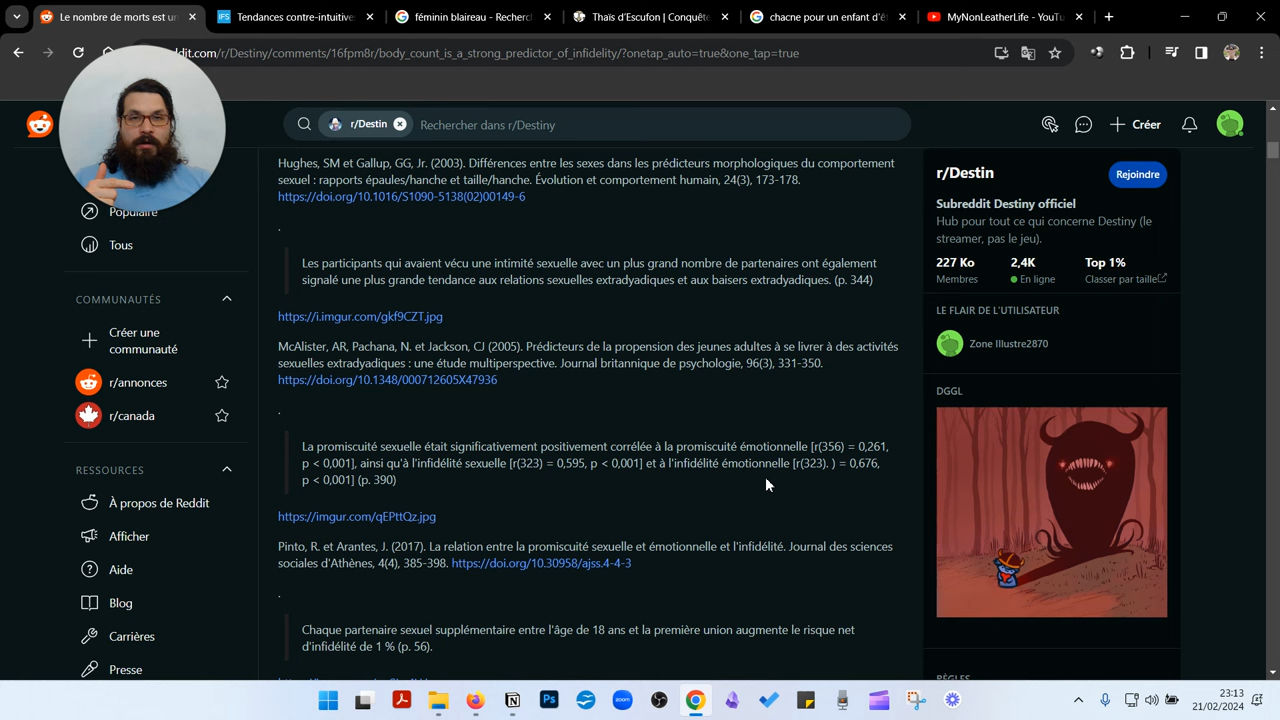 Le nombre de morts est un
Tendances contre-intuitive
féminin blaireau - Recherc
Thaïs d'Escufon | Conquête
chacne pour un enfant d'ê
MyNonLeatherLife - YouTu
eddit.com/r/Destiny/comments/16fpm8r/body_count_is_a_strong_predictor_of_infidelity/?onetap_auto=true&one_tap=true
r/Destin
Rechercher dans r/Destiny
Créer
Populaire
Tous
COMMUNAUTÉS
Créer une
communauté
r/annonces
r/canada
RESSOURCES
À propos de Reddit
Afficher
Aide
Blog
Carrières
Presse
Hughes, SM et Gallup, GG, Jr. (2003). Différences entre les sexes dans les prédicteurs morphologiques du comportement
sexuel : rapports épaules/hanche et taille/hanche. Évolution et comportement humain, 24(3), 173-178.
https://doi.org/10.1016/S1090-5138(02)00149-6
.
Les participants qui avaient vécu une intimité sexuelle avec un plus grand nombre de partenaires ont également
signalé une plus grande tendance aux relations sexuelles extradyadiques et aux baisers extradyadiques. (p. 344)
https://i.imgur.com/gkf9CZT.jpg
McAlister, AR, Pachana, N. et Jackson, CJ (2005). Prédicteurs de la propension des jeunes adultes à se livrer à des activités
sexuelles extradyadiques : une étude multiperspective. Journal britannique de psychologie, 96(3), 331-350.
https://doi.org/10.1348/000712605X47936
.
La promiscuité sexuelle était significativement positivement corrélée à la promiscuité émotionnelle [r(356) = 0,261,
p < 0,001], ainsi qu'à l'infidélité sexuelle [r(323) = 0,595, p < 0,001] et à l'infidélité émotionnelle [r(323). ) = 0,676,
p < 0,001] (p. 390)
https://imgur.com/qEPttQz.jpg
Pinto, R. et Arantes, J. (2017). La relation entre la promiscuité sexuelle et émotionnelle et l'infidélité. Journal des sciences
sociales d'Athènes, 4(4), 385-398. https://doi.org/10.30958/ajss.4-4-3
.
Chaque partenaire sexuel supplémentaire entre l'âge de 18 ans et la première union augmente le risque net
d'infidélité de 1 % (p. 56).
r/Destin
Rejoindre
Subreddit Destiny officiel
Hub pour tout ce qui concerne Destiny (le
streamer, pas le jeu).
227 Ko
2,4K
Top 1%
Membres
En ligne
Classer par taille
LE FLAIR DE L'UTILISATEUR
Zone Illustre2870
DGGL
RÈGLES
23:13
21/02/2024